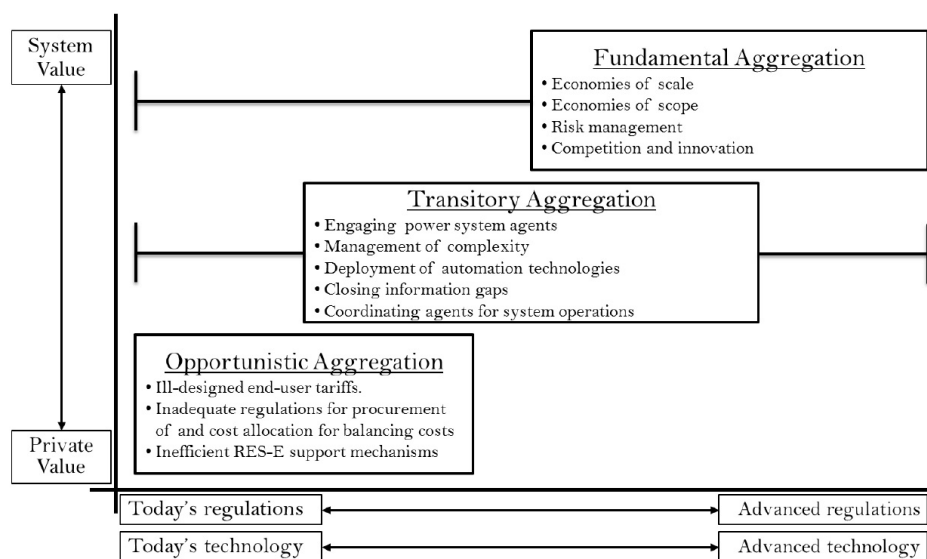 System
Value
Fundamental Aggregation
• Economies of scale
• Economies of scope
• Risk management
• Competition and innovation
Transitory Aggregation
• Engaging power system agents
• Management of complexity
• Deployment of automation technologies
• Closing information gaps
• Coordinating agents for system operations
Opportunistic Aggregation
• Ill-designed end-user tariffs.
• Inadequate regulations for procurement
of and cost allocation for balancing costs
• Inefficient RES-E support mechanisms
Private
Value
Today's regulations
Advanced regulations
Today's technology
Advanced technology